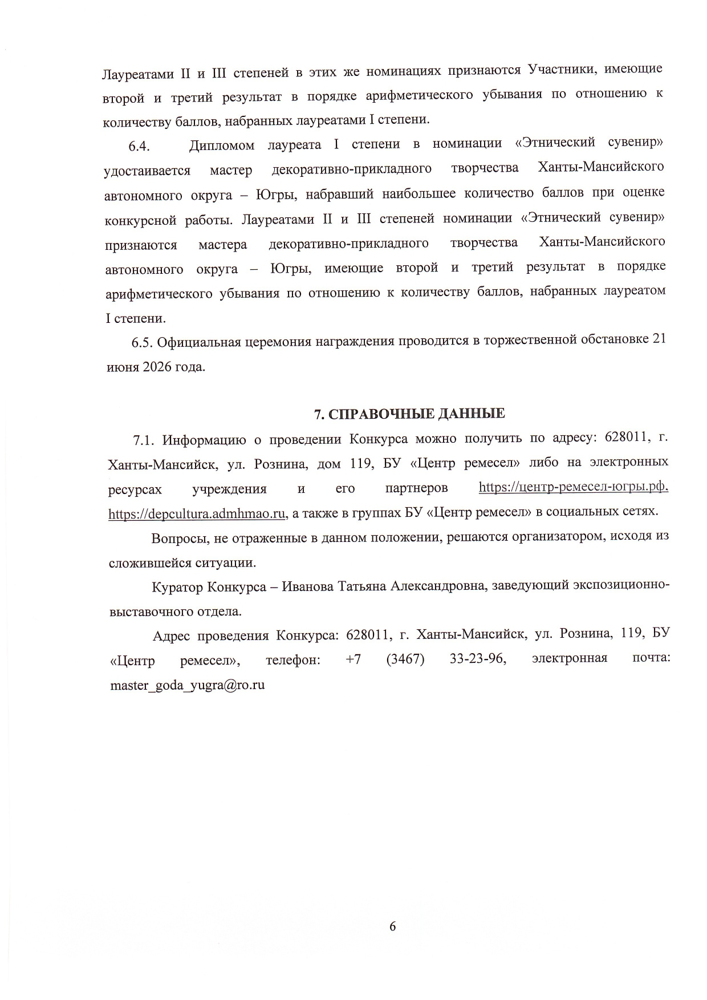 Лауреатами II и III степеней в этих же номинациях признаются Участники, имеющие
второй и третий результат в порядке арифметического убывания по отношению к
количеству баллов, набранных лауреатами I степени.
6.4. Дипломом лауреата I степени в номинации «Этнический сувенир»
удостаивается мастер декоративно-прикладного творчества Ханты-Мансийского
автономного округа – Югры, набравший наибольшее количество баллов при оценке
конкурсной работы. Лауреатами II и III степеней номинации «Этнический сувенир»
признаются мастера декоративно-прикладного творчества Ханты-Мансийского
автономного округа – Югры, имеющие второй и третий результат в порядке
арифметического убывания по отношению к количеству баллов, набранных лауреатом
I степени.
6.5. Официальная церемония награждения проводится в торжественной обстановке 21
июня 2026 года.
7. СПРАВОЧНЫЕ ДАННЫЕ
7.1. Информацию о проведении Конкурса можно получить по адресу: 628011, г.
Ханты-Мансийск, ул. Рознина, дом 119, БУ «Центр ремесел» либо на электронных
ресурсах учреждения и его партнеров https://центр-ремесел-югры.рф,
https://depcultura.admhmao.ru, а также в группах БУ «Центр ремесел» в социальных сетях.
Вопросы, не отраженные в данном положении, решаются организатором, исходя из
сложившейся ситуации.
Куратор Конкурса – Иванова Татьяна Александровна, заведующий экспозиционно-
выставочного отдела.
Адрес проведения Конкурса: 628011, г. Ханты-Мансийск, ул. Рознина, 119, БУ
«Центр ремесел», телефон: +7 (3467) 33-23-96, электронная почта:
master_goda_yugra@ro.ru
6